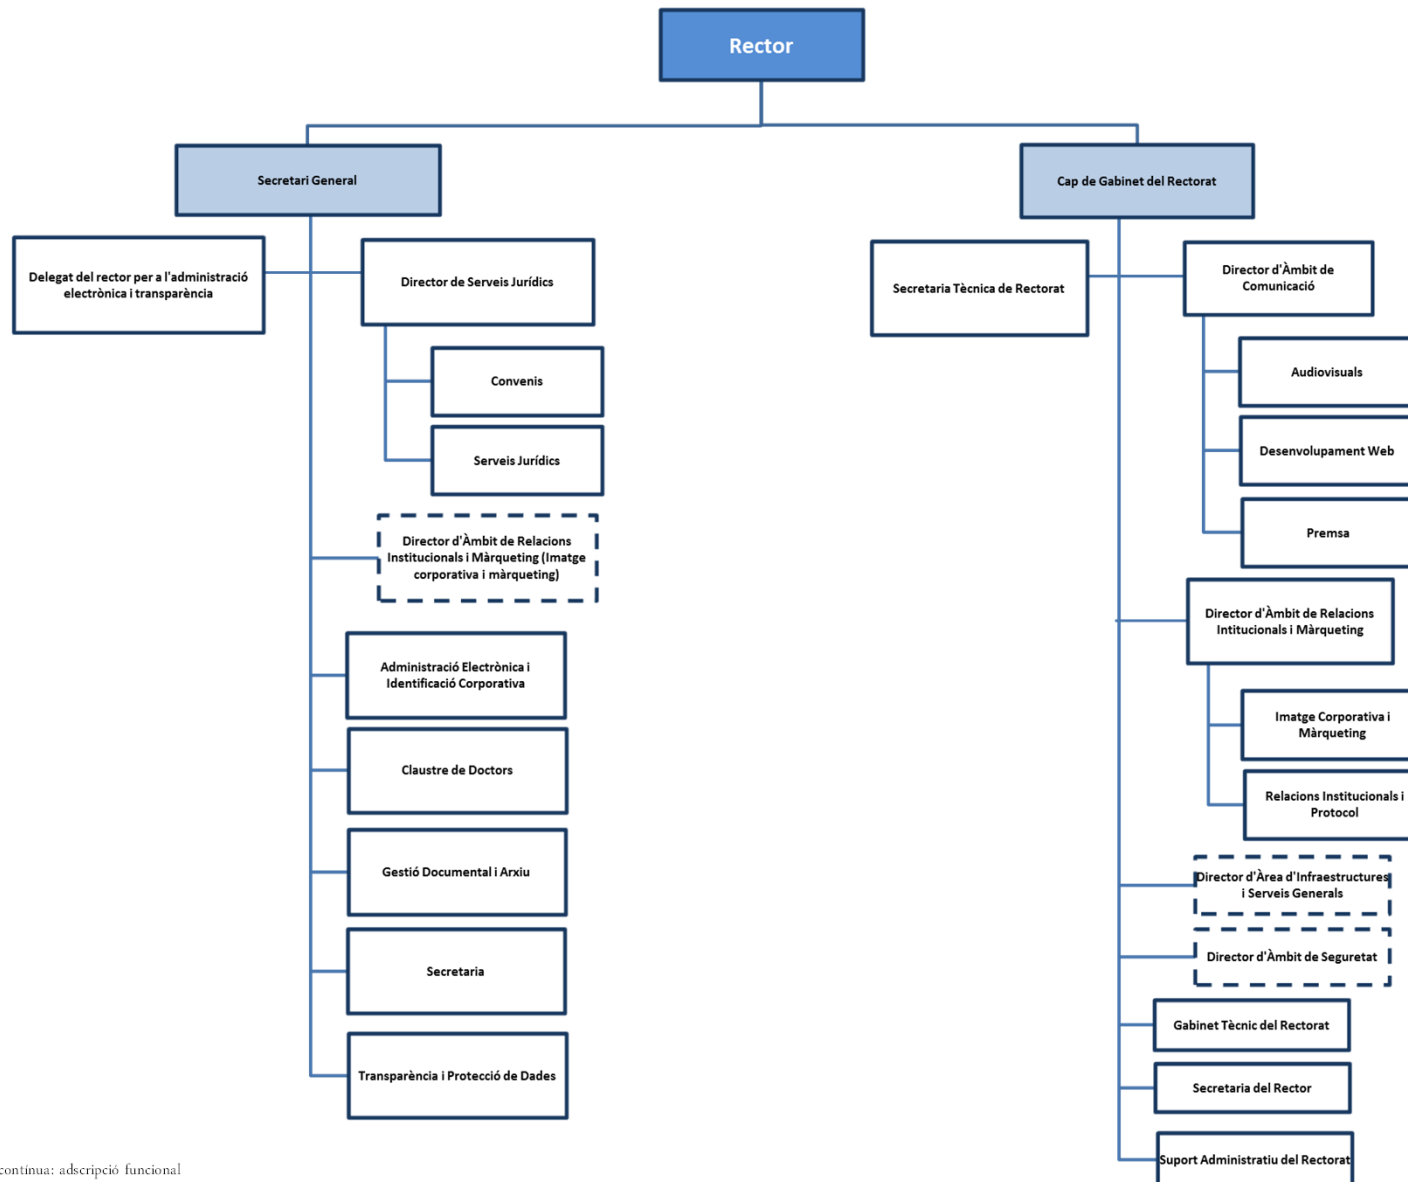 Rector
Secretari General
Delegat del rector per a l'administració
electrònica i transparència
Director de Serveis Jurídics
Convenis
Serveis Jurídics
Director d'Àmbit de Relacions
Institucionals i Màrqueting (Imatge
corporativa i màrqueting)
Administració Electrònica i
Identificació Corporativa
Claustre de Doctors
Gestió Documental i Arxiu
Secretaria
Transparència i Protecció de Dades
Cap de Gabinet del Rectorat
Secretaria Tècnica de Rectorat
Director d'Àmbit de
Comunicació
Audiovisuals
Desenvolupament Web
Premsa
Director d'Àmbit de Relacions
Intitucionals i Màrqueting
Imatge Corporativa i
Màrqueting
Relacions Institucionals i
Protocol
Director d'Àrea d'Infraestructures
i Serveis Generals
Director d'Àmbit de Seguretat
Gabinet Tècnic del Rectorat
Secretaria del Rector
Suport Administratiu del Rectorat
contínua: adscripció funcional